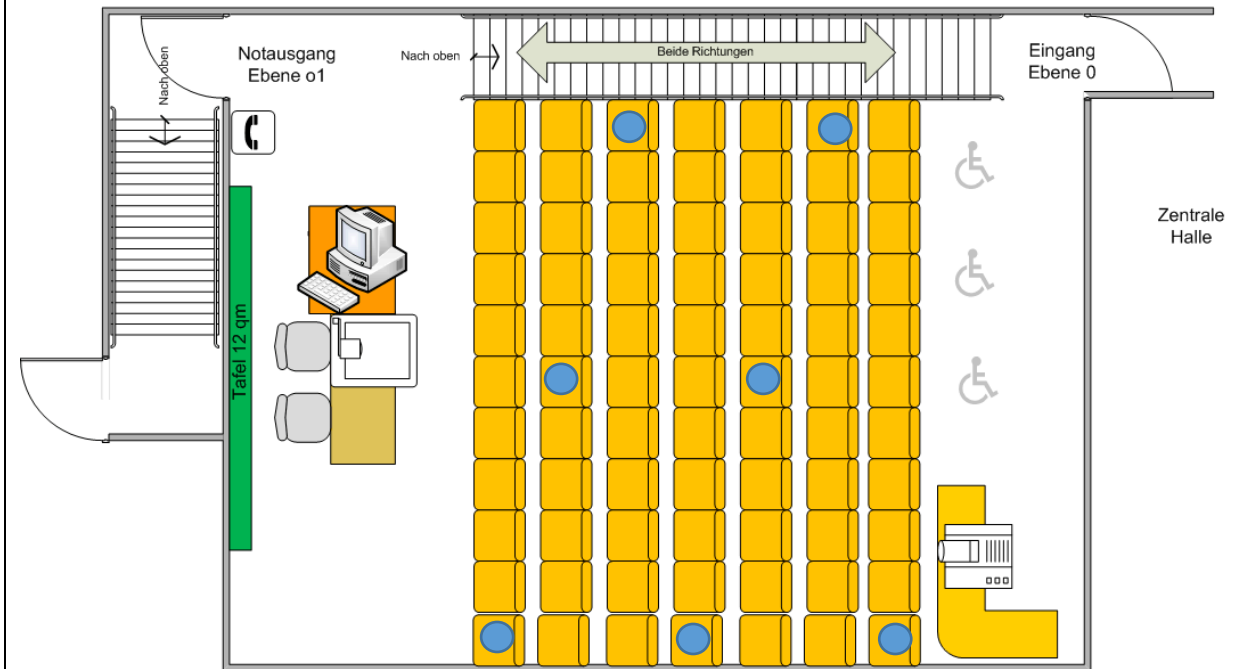 Nach oben
Notausgang
Ebene o1
Nach oben
Beide Richtungen
Eingang
Ebene 0
Zentrale
Halle
Tafel 12 qm